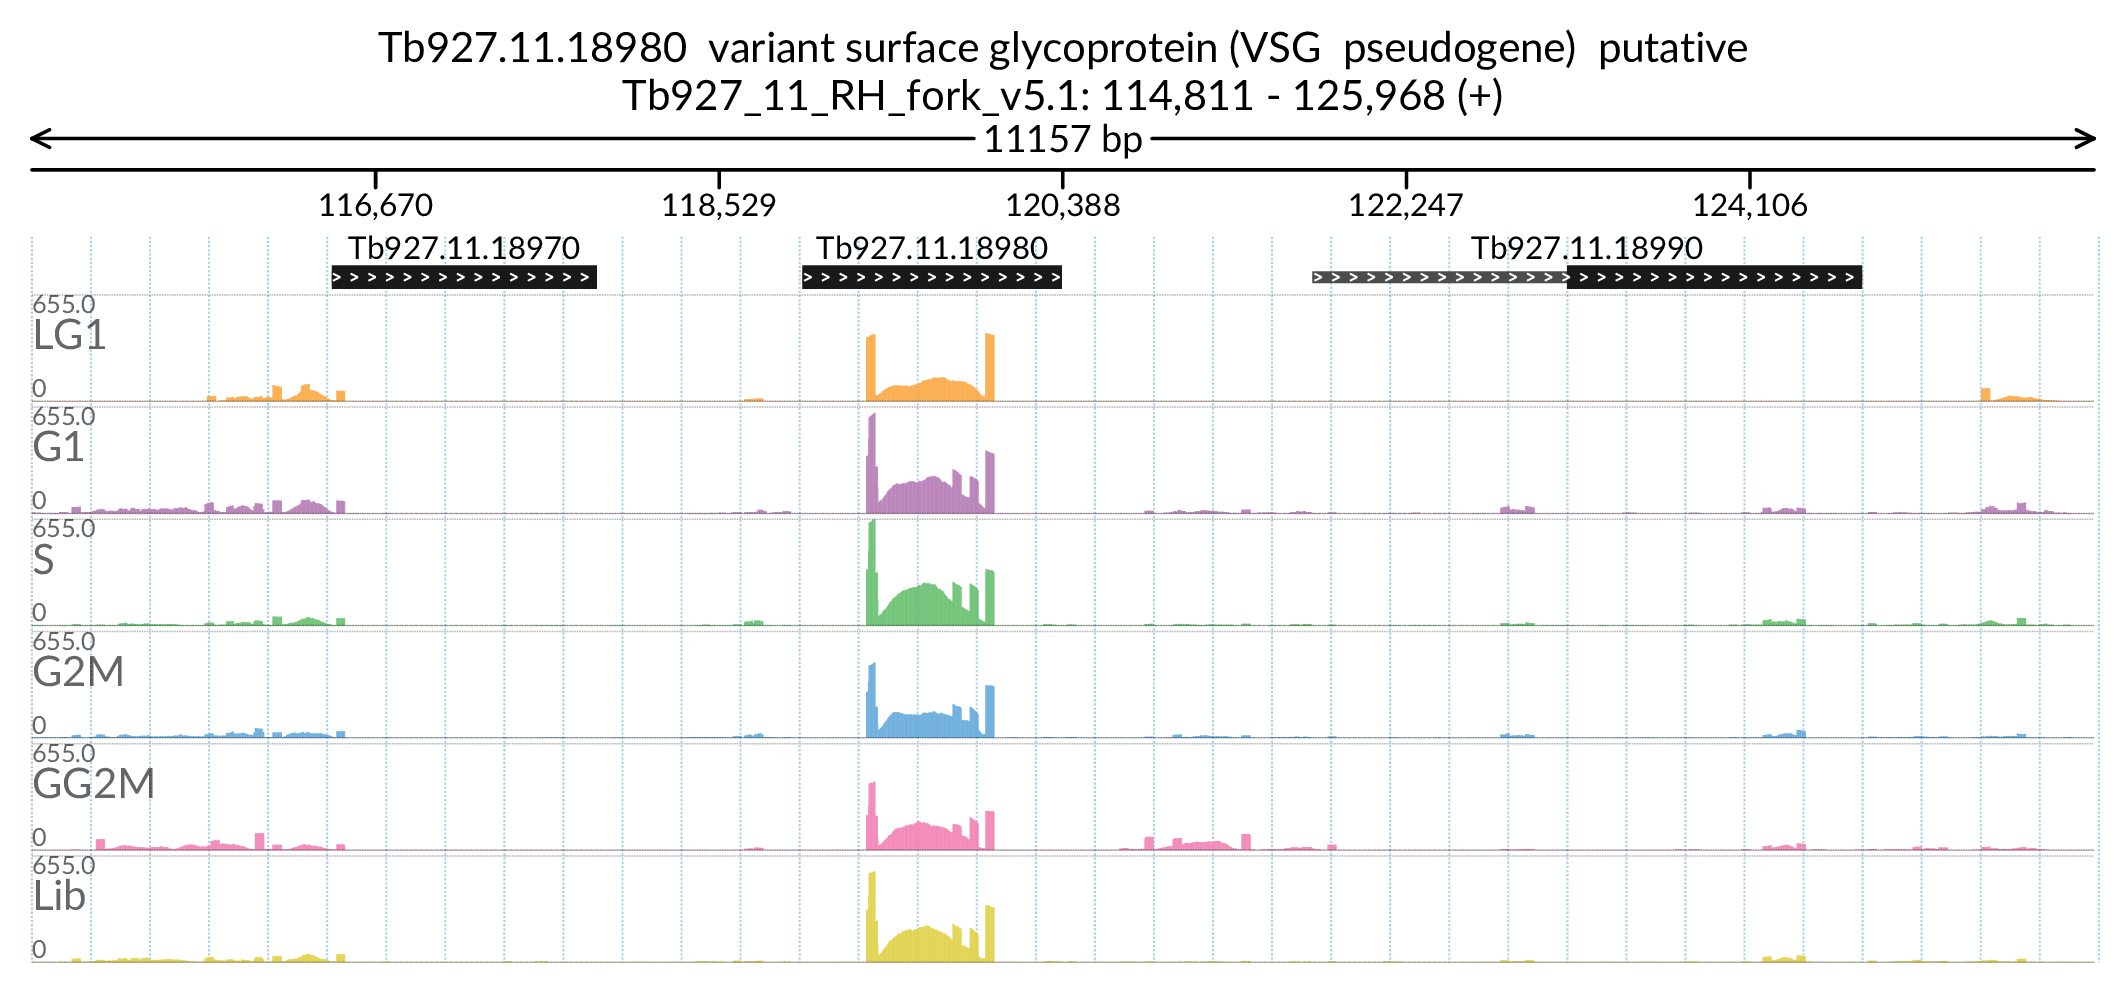 Tb927.11.18980 variant surface glycoprotein (VSG pseudogene) putative
Tb927_11_RH_fork_v5.1: 114,811 - 125,968 (+)
11157 bp
116,670 118,529 120,388 122,247 124,106
Tb927.11.18970 Tb927.11.18980 Tb927.11.18990
655.0
LG1
0
655.0
G1
0
655.0
S
0
655.0
G2M
0
655.0
GG2M
0
655.0
Lib
0